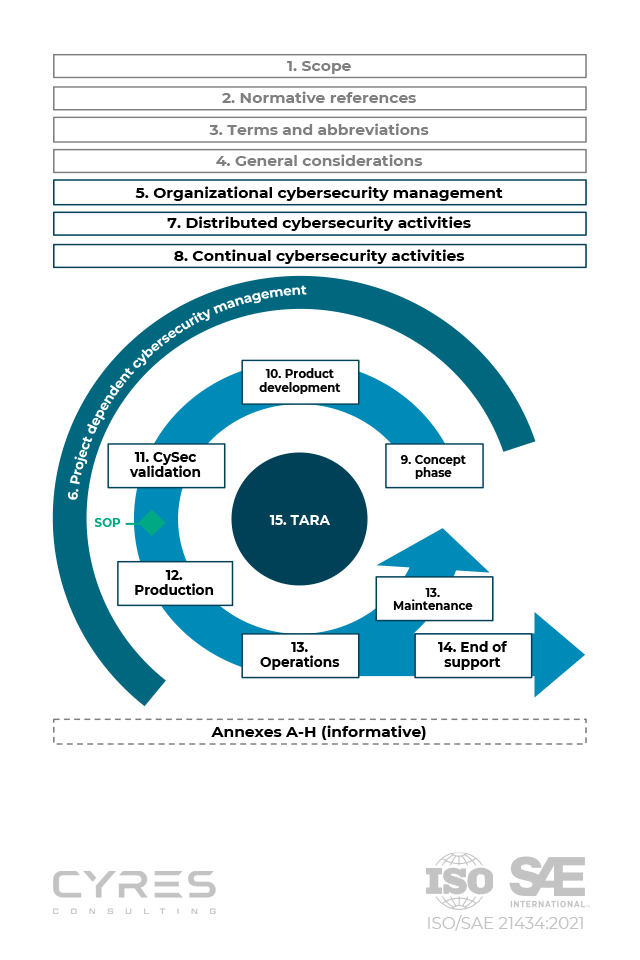 1. Scope
2. Normative references
3. Terms and abbreviations
4. General considerations
5. Organizational cybersecurity management
7. Distributed cybersecurity activities
8. Continual cybersecurity activities
6. Project dependent cybersecurity management
10. Product
development
11. CySec
validation
9. Concept
phase
SOP
15. TARA
12.
Production
13.
Maintenance
13.
Operations
14. End of
support
Annexes A-H (informative)
CYRES
CONSULTING
ISO
SAE
INTERNATIONAL
ISO/SAE 21434:2021